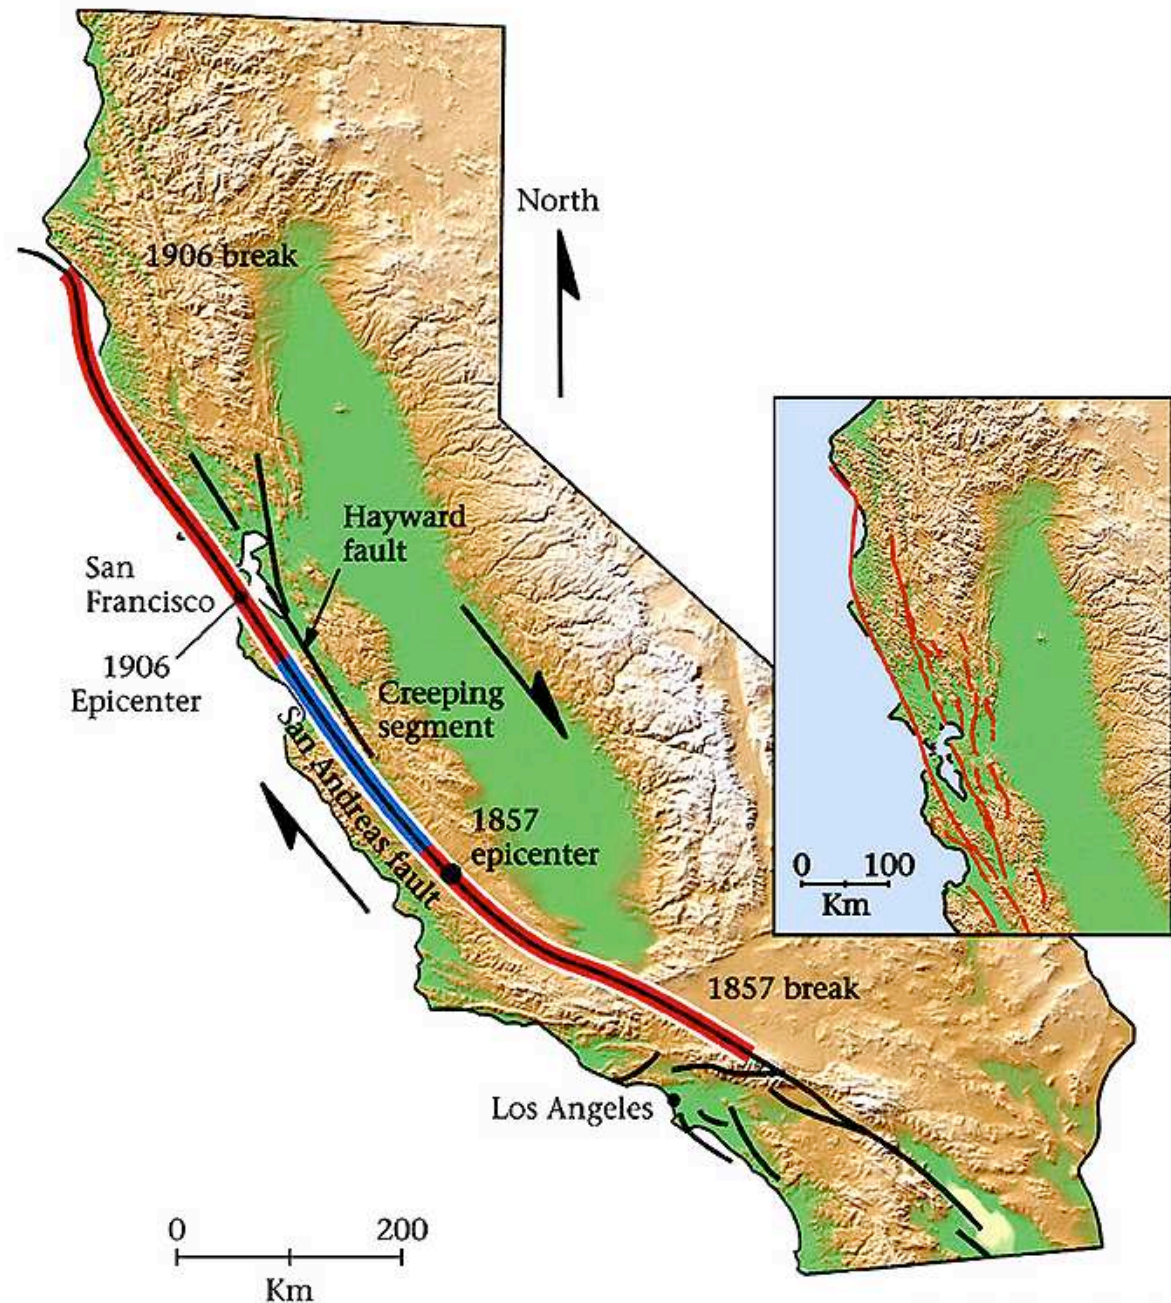 North
1906 break
Hayward
fault
San
Francisco
1906
Epicenter
Creeping
segment
San Andreas fault
1857
epicenter
0 100
Km
1857 break
Los Angeles
0 200
Km